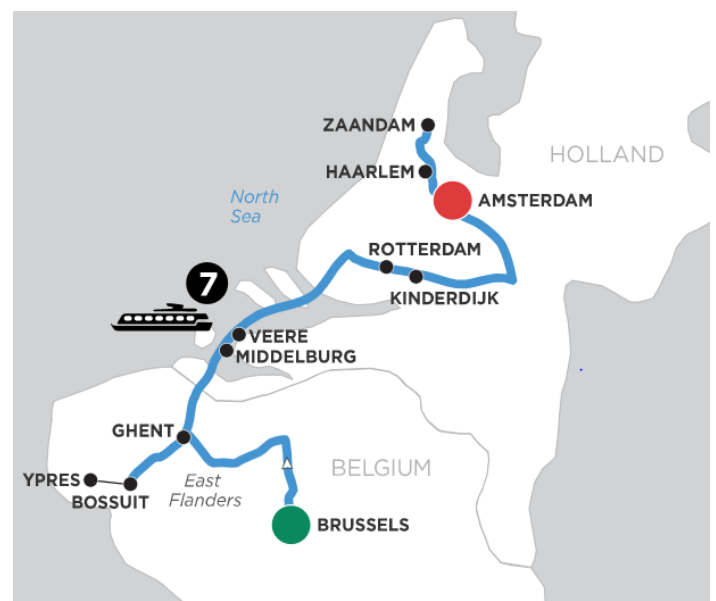 ZAANDAM
HOLLAND
HAARLEM
AMSTERDAM
North
Sea
ROTTERDAM
KINDERDIJK
7
VEERE
MIDDELBURG
GHENT
BELGIUM
YPRES
BOSSUIT
East
Flanders
BRUSSELS